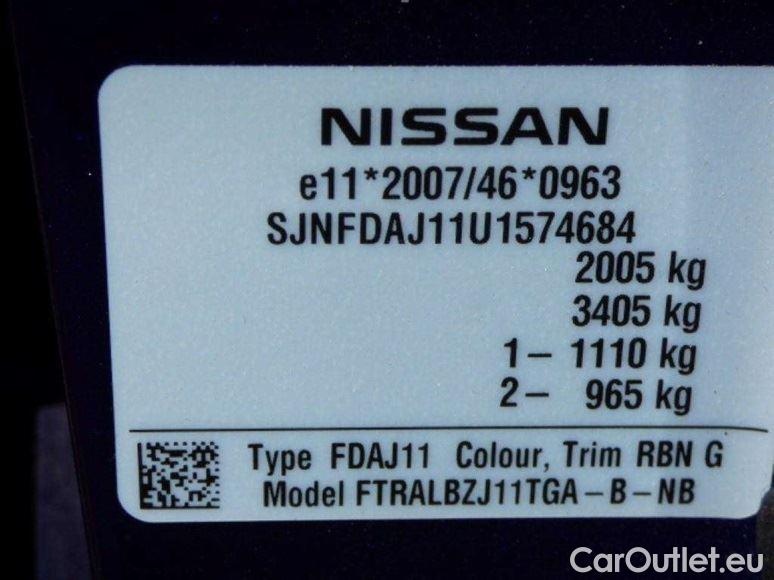 NISSAN
e11*2007/46*0963
SJNFDAJ11U1574684
2005 kg
3405 kg
1– 1110 kg
2– 965 kg
Type FDAJ11 Colour, Trim RBN G
Model FTRALBZJ11TGA–B–NB
CarOutlet.eu